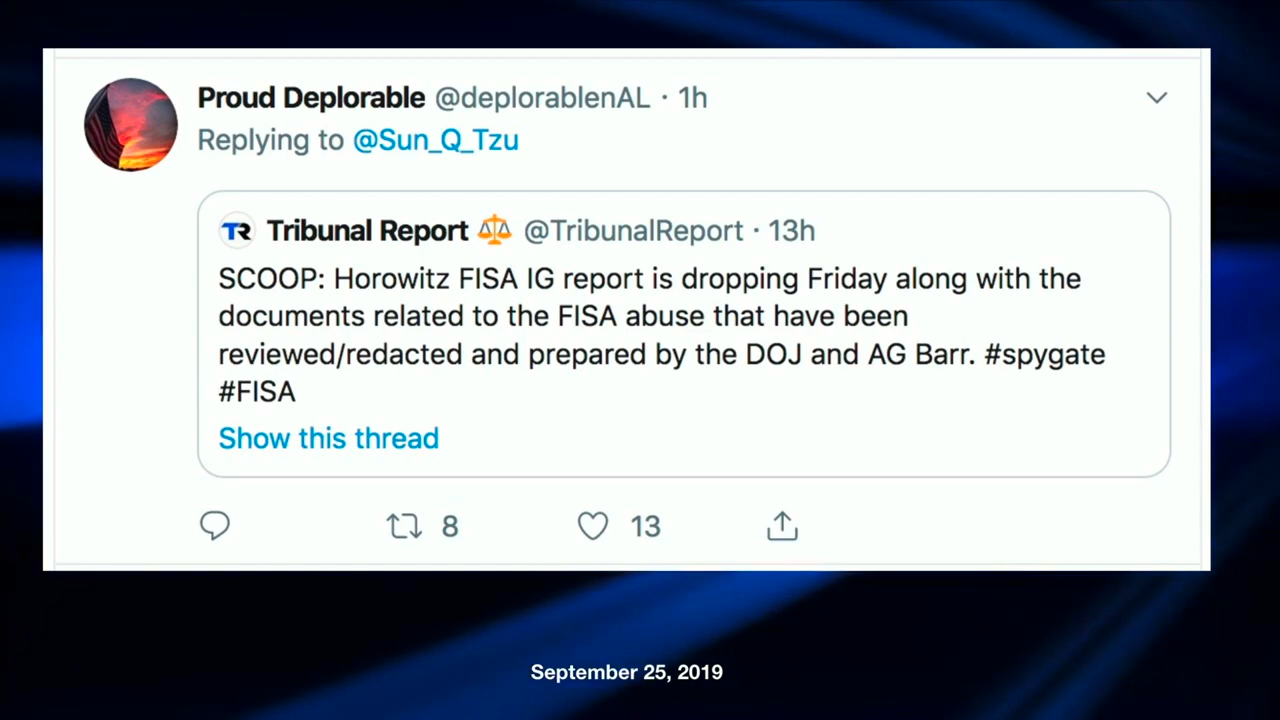 Proud Deplorable @deplorablenAL · 1h
Replying to @Sun_Q_Tzu
TR Tribunal Report ⚖ @TribunalReport · 13h
SCOOP: Horowitz FISA IG report is dropping Friday along with the
documents related to the FISA abuse that have been
reviewed/redacted and prepared by the DOJ and AG Barr. #spygate
#FISA
Show this thread
8 13
September 25, 2019